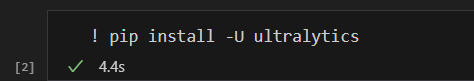 ! pip install -U ultralytics
[2] ✓ 4.4s